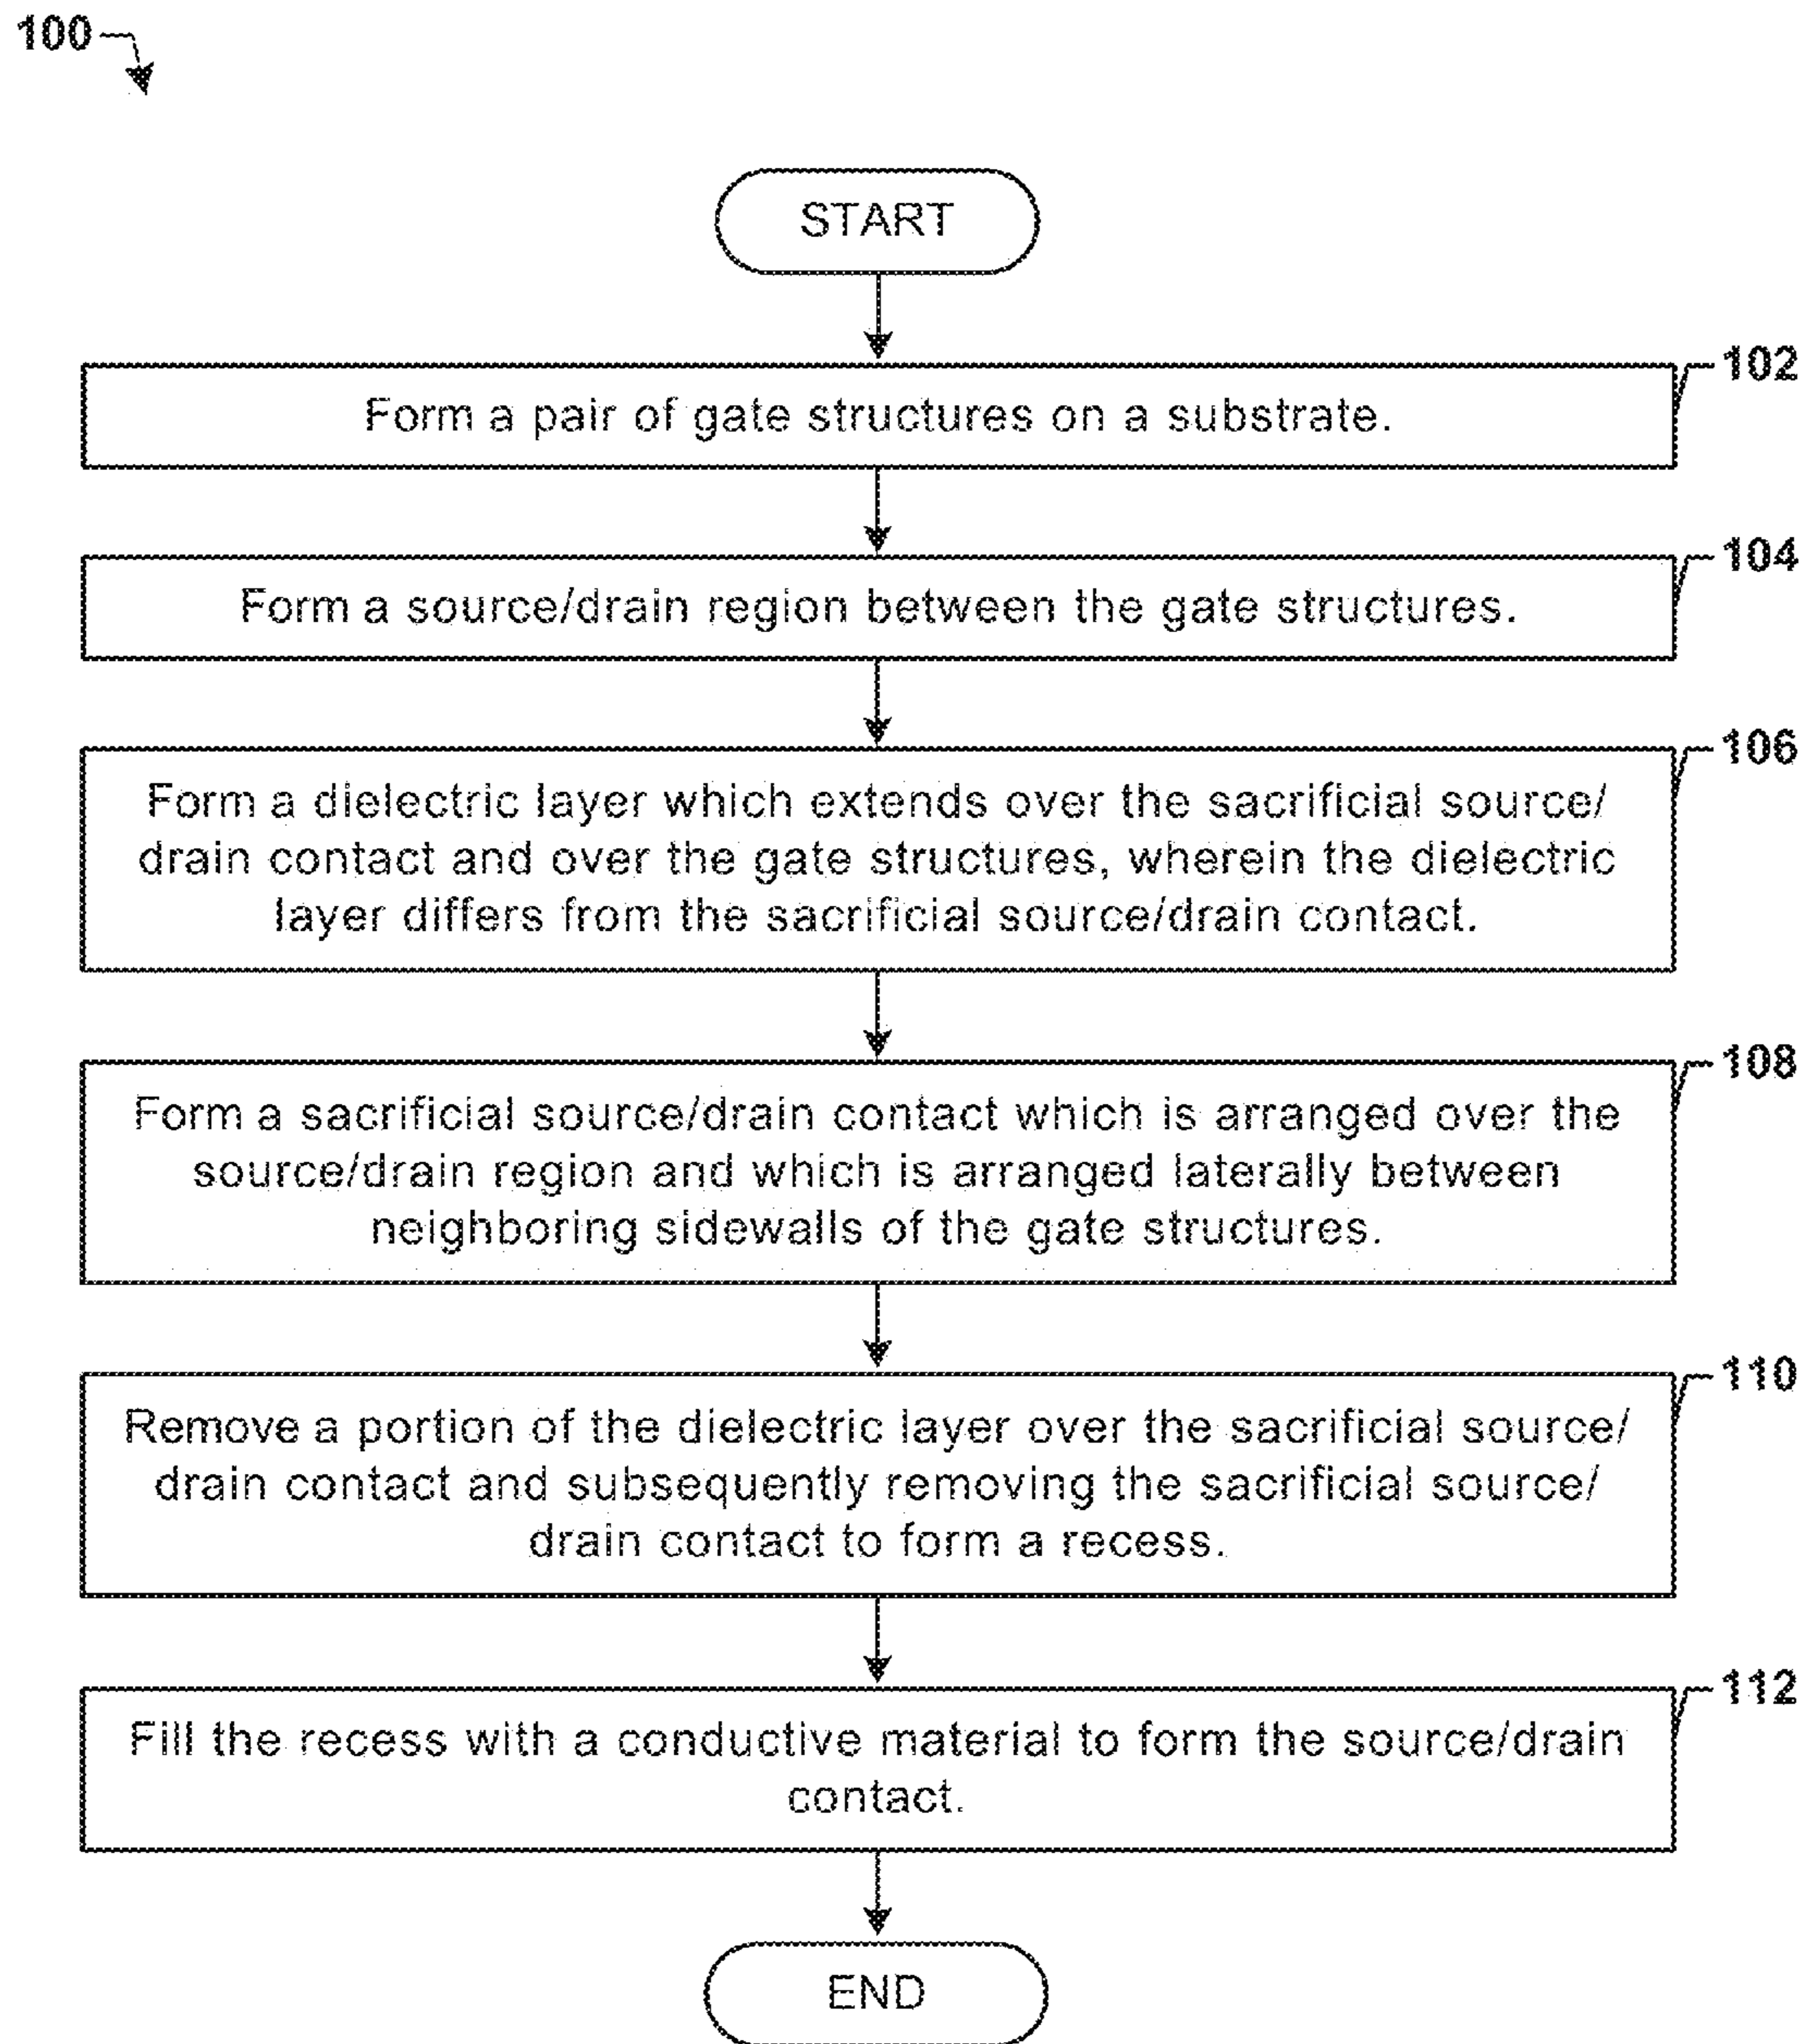 100
START
102
Form a pair of gate structures on a substrate.
104
Form a source/drain region between the gate structures.
106
Form a dielectric layer which extends over the sacrificial source/
drain contact and over the gate structures, wherein the dielectric
layer differs from the sacrificial source/drain contact.
108
Form a sacrificial source/drain contact which is arranged over the
source/drain region and which is arranged laterally between
neighboring sidewalls of the gate structures.
110
Remove a portion of the dielectric layer over the sacrificial source/
drain contact and subsequently removing the sacrificial source/
drain contact to form a recess.
112
Fill the recess with a conductive material to form the source/drain
contact.
END